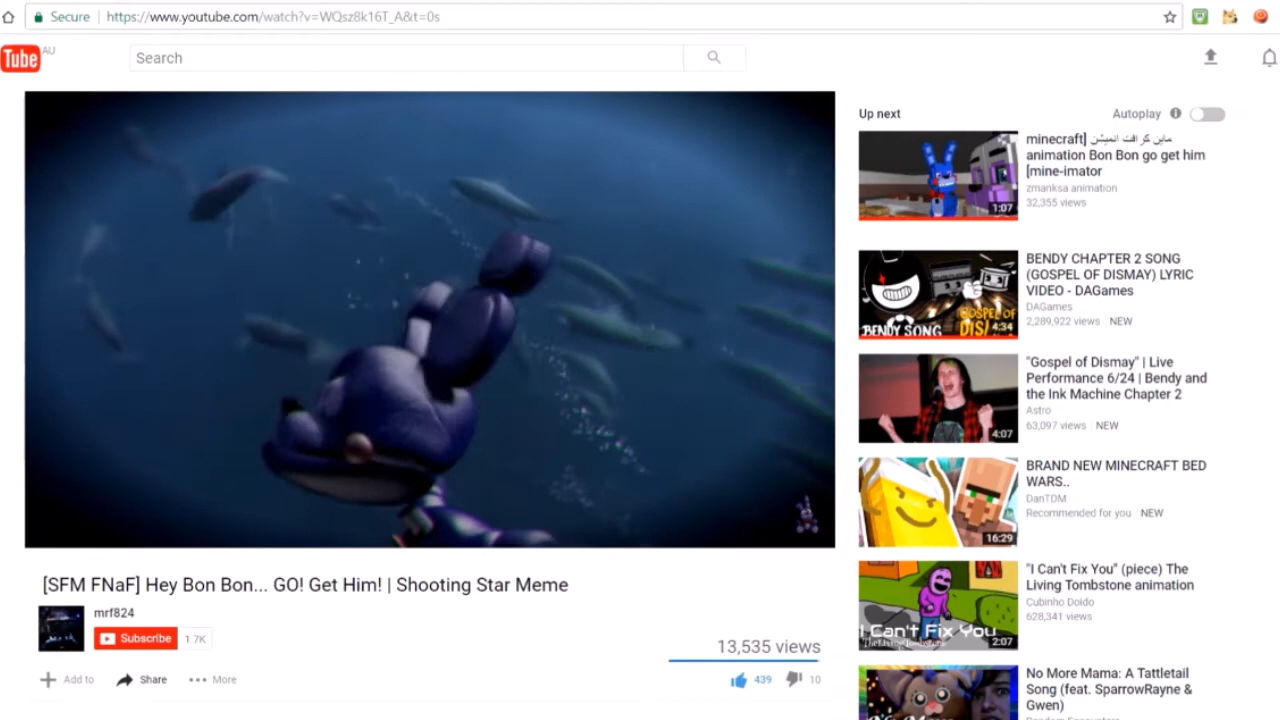 Secure | https://www.youtube.com/watch?v=WQsz8k16T_A&t=0s
Tube AU
Search
Up next
Autoplay
minecraft] ماين كرافت انميشن
animation Bon Bon go get him
[mine-imator
zmanksa animation
32,355 views
1:07
BENDY CHAPTER 2 SONG
(GOSPEL OF DISMAY) LYRIC
VIDEO - DAGames
DAGames
2,289,922 views NEW
BENDY SONG
GOSPEL OF
DIS
4:34
"Gospel of Dismay" | Live
Performance 6/24 | Bendy and
the Ink Machine Chapter 2
Astro
63,097 views NEW
4:07
BRAND NEW MINECRAFT BED
WARS..
DanTDM
Recommended for you NEW
16:29
"I Can't Fix You" (piece) The
Living Tombstone animation
Cubinho Doido
628,341 views
I Can't Fix You
2:07
No More Mama: A Tattletail
Song (feat. SparrowRayne &
Gwen)
[SFM FNaF] Hey Bon Bon... GO! Get Him! | Shooting Star Meme
mrf824
Subscribe 1.7K
13,535 views
Add to Share More
439 10